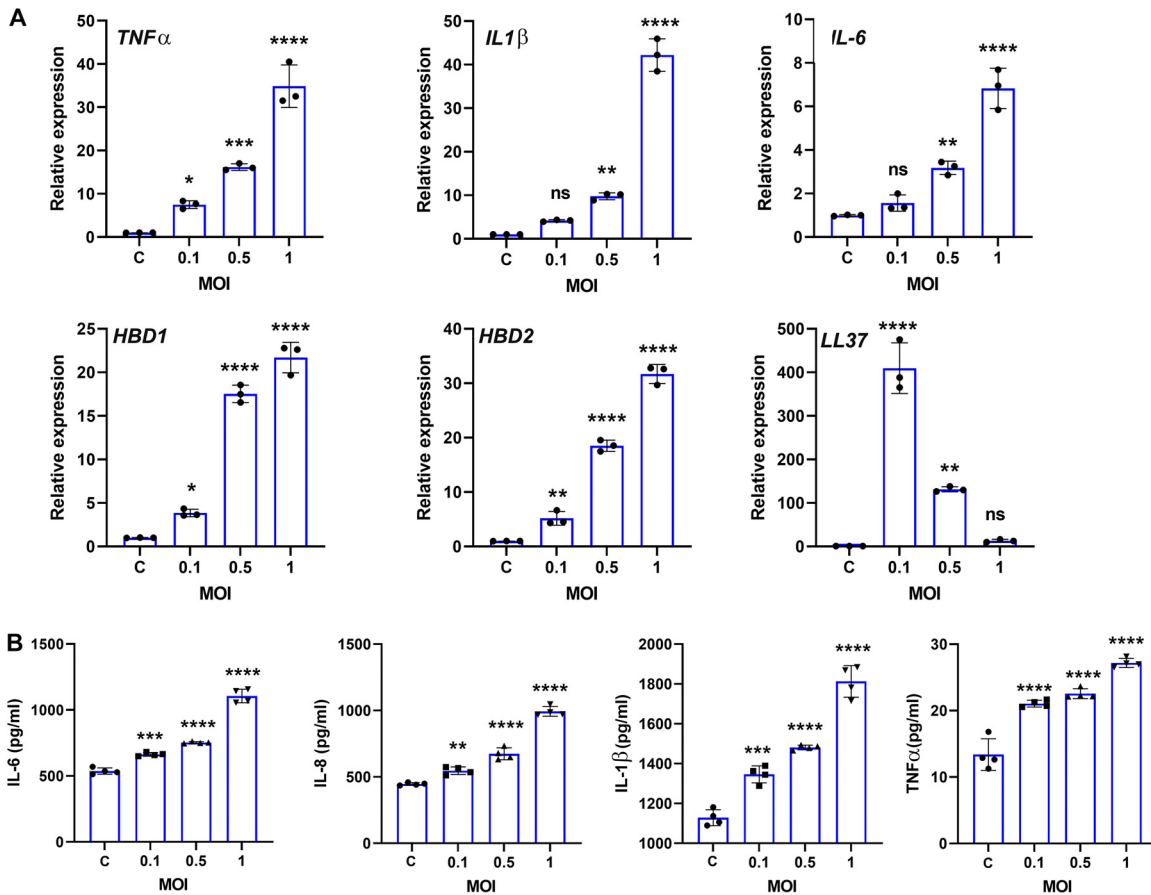 A
TNFα
Relative expression
50
40
30
20
10
0
*
***
****
C 0.1 0.5 1
MOI
IL1β
Relative expression
50
40
30
20
10
0
ns
**
****
C 0.1 0.5 1
MOI
IL-6
Relative expression
10
8
6
4
2
0
ns
**
****
C 0.1 0.5 1
MOI
HBD1
Relative expression
25
20
15
10
5
0
*
****
****
C 0.1 0.5 1
MOI
HBD2
Relative expression
40
30
20
10
0
**
****
****
C 0.1 0.5 1
MOI
LL37
Relative expression
500
400
300
200
100
0
****
**
ns
C 0.1 0.5 1
MOI
B
IL-6 (pg/ml)
1500
1000
500
0
***
****
****
C 0.1 0.5 1
MOI
IL-8 (pg/ml)
1500
1000
500
0
**
****
****
C 0.1 0.5 1
MOI
IL-1β (pg/ml)
2000
1800
1600
1400
1200
1000
***
****
****
C 0.1 0.5 1
MOI
TNFα(pg/ml)
30
20
10
0
****
****
****
C 0.1 0.5 1
MOI